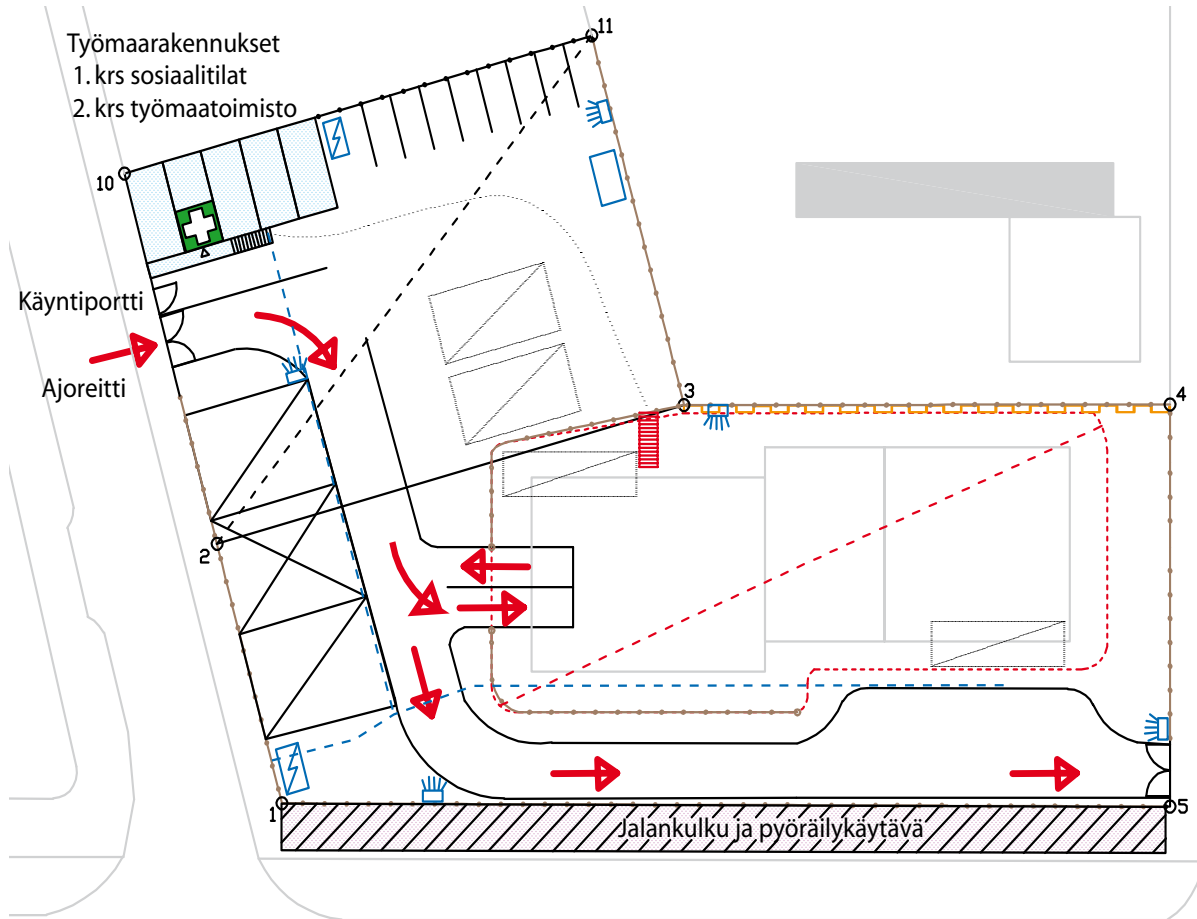 11
Työmaarakennukset
1. krs sosiaalitilat
2. krs työmaatoimisto
10
Käyntiportti
Ajoreitti
3
4
2
1
5
Jalankulku ja pyöräilykäytävä